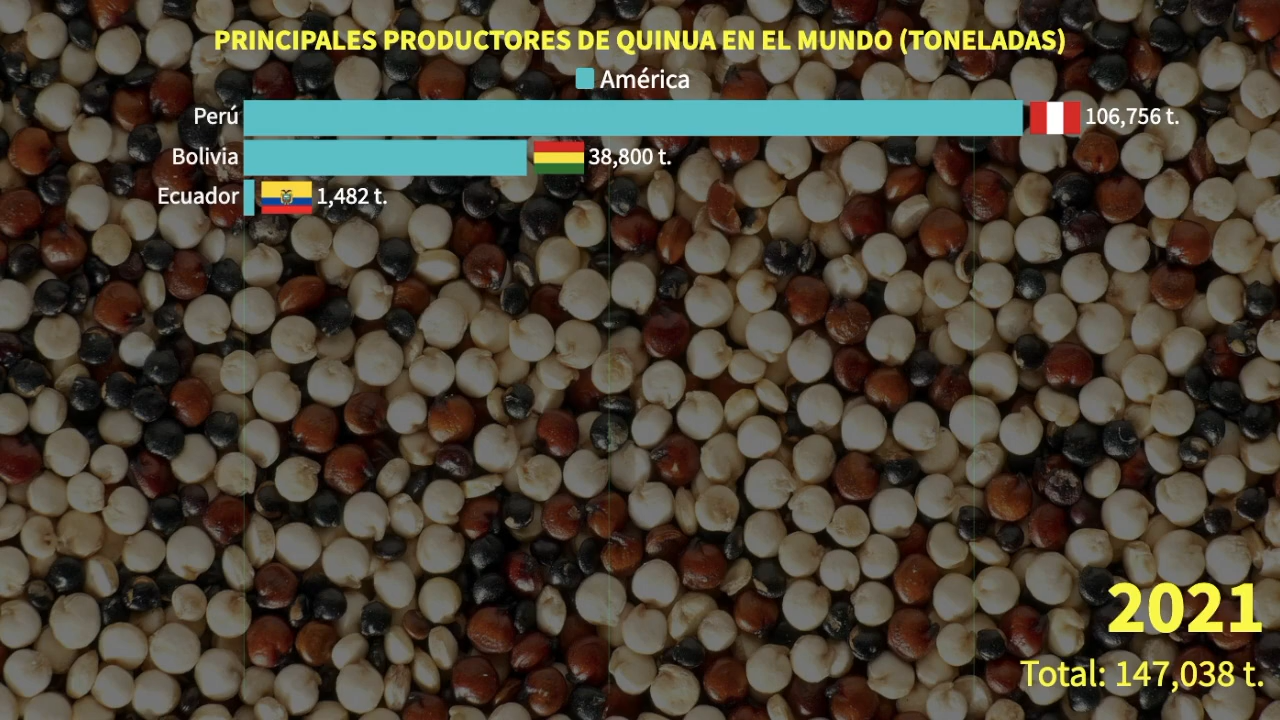 PRINCIPALES PRODUCTORES DE QUINUA EN EL MUNDO (TONELADAS)
América
Perú 106,756 t.
Bolivia 38,800 t.
Ecuador 1,482 t.
2021
Total: 147,038 t.